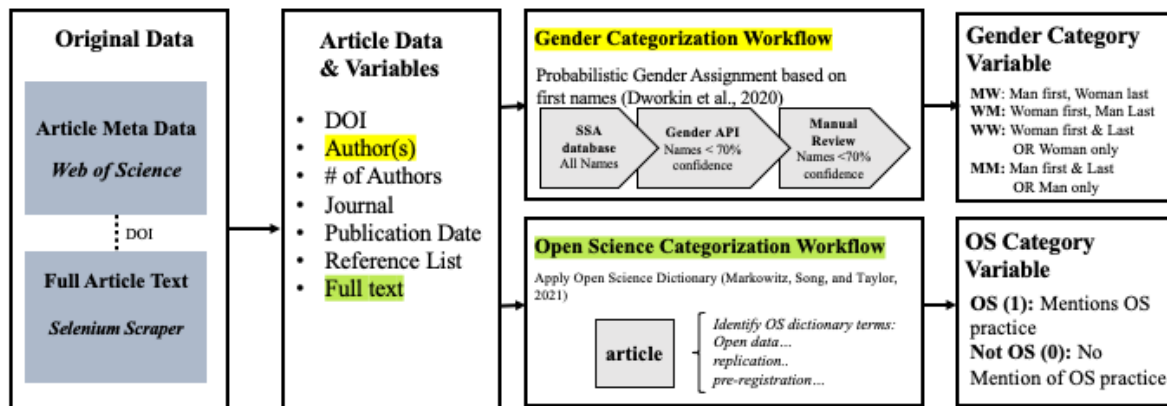 Original Data
Article Meta Data
Web of Science
DOI
Full Article Text
Selenium Scraper
Article Data
& Variables
• DOI
• Author(s)
• # of Authors
• Journal
• Publication Date
• Reference List
• Full text
Gender Categorization Workflow
Probabilistic Gender Assignment based on
first names (Dworkin et al., 2020)
SSA
database
All Names
Gender API
Names < 70%
confidence
Manual
Review
Names <70%
confidence
Gender Category
Variable
MW: Man first, Woman last
WM: Woman first, Man Last
WW: Woman first & Last
OR Woman only
MM: Man first & Last
OR Man only
Open Science Categorization Workflow
Apply Open Science Dictionary (Markowitz, Song, and Taylor,
2021)
article
Identify OS dictionary terms:
Open data…
replication..
pre-registration…
OS Category
Variable
OS (1): Mentions OS
practice
Not OS (0): No
Mention of OS practice